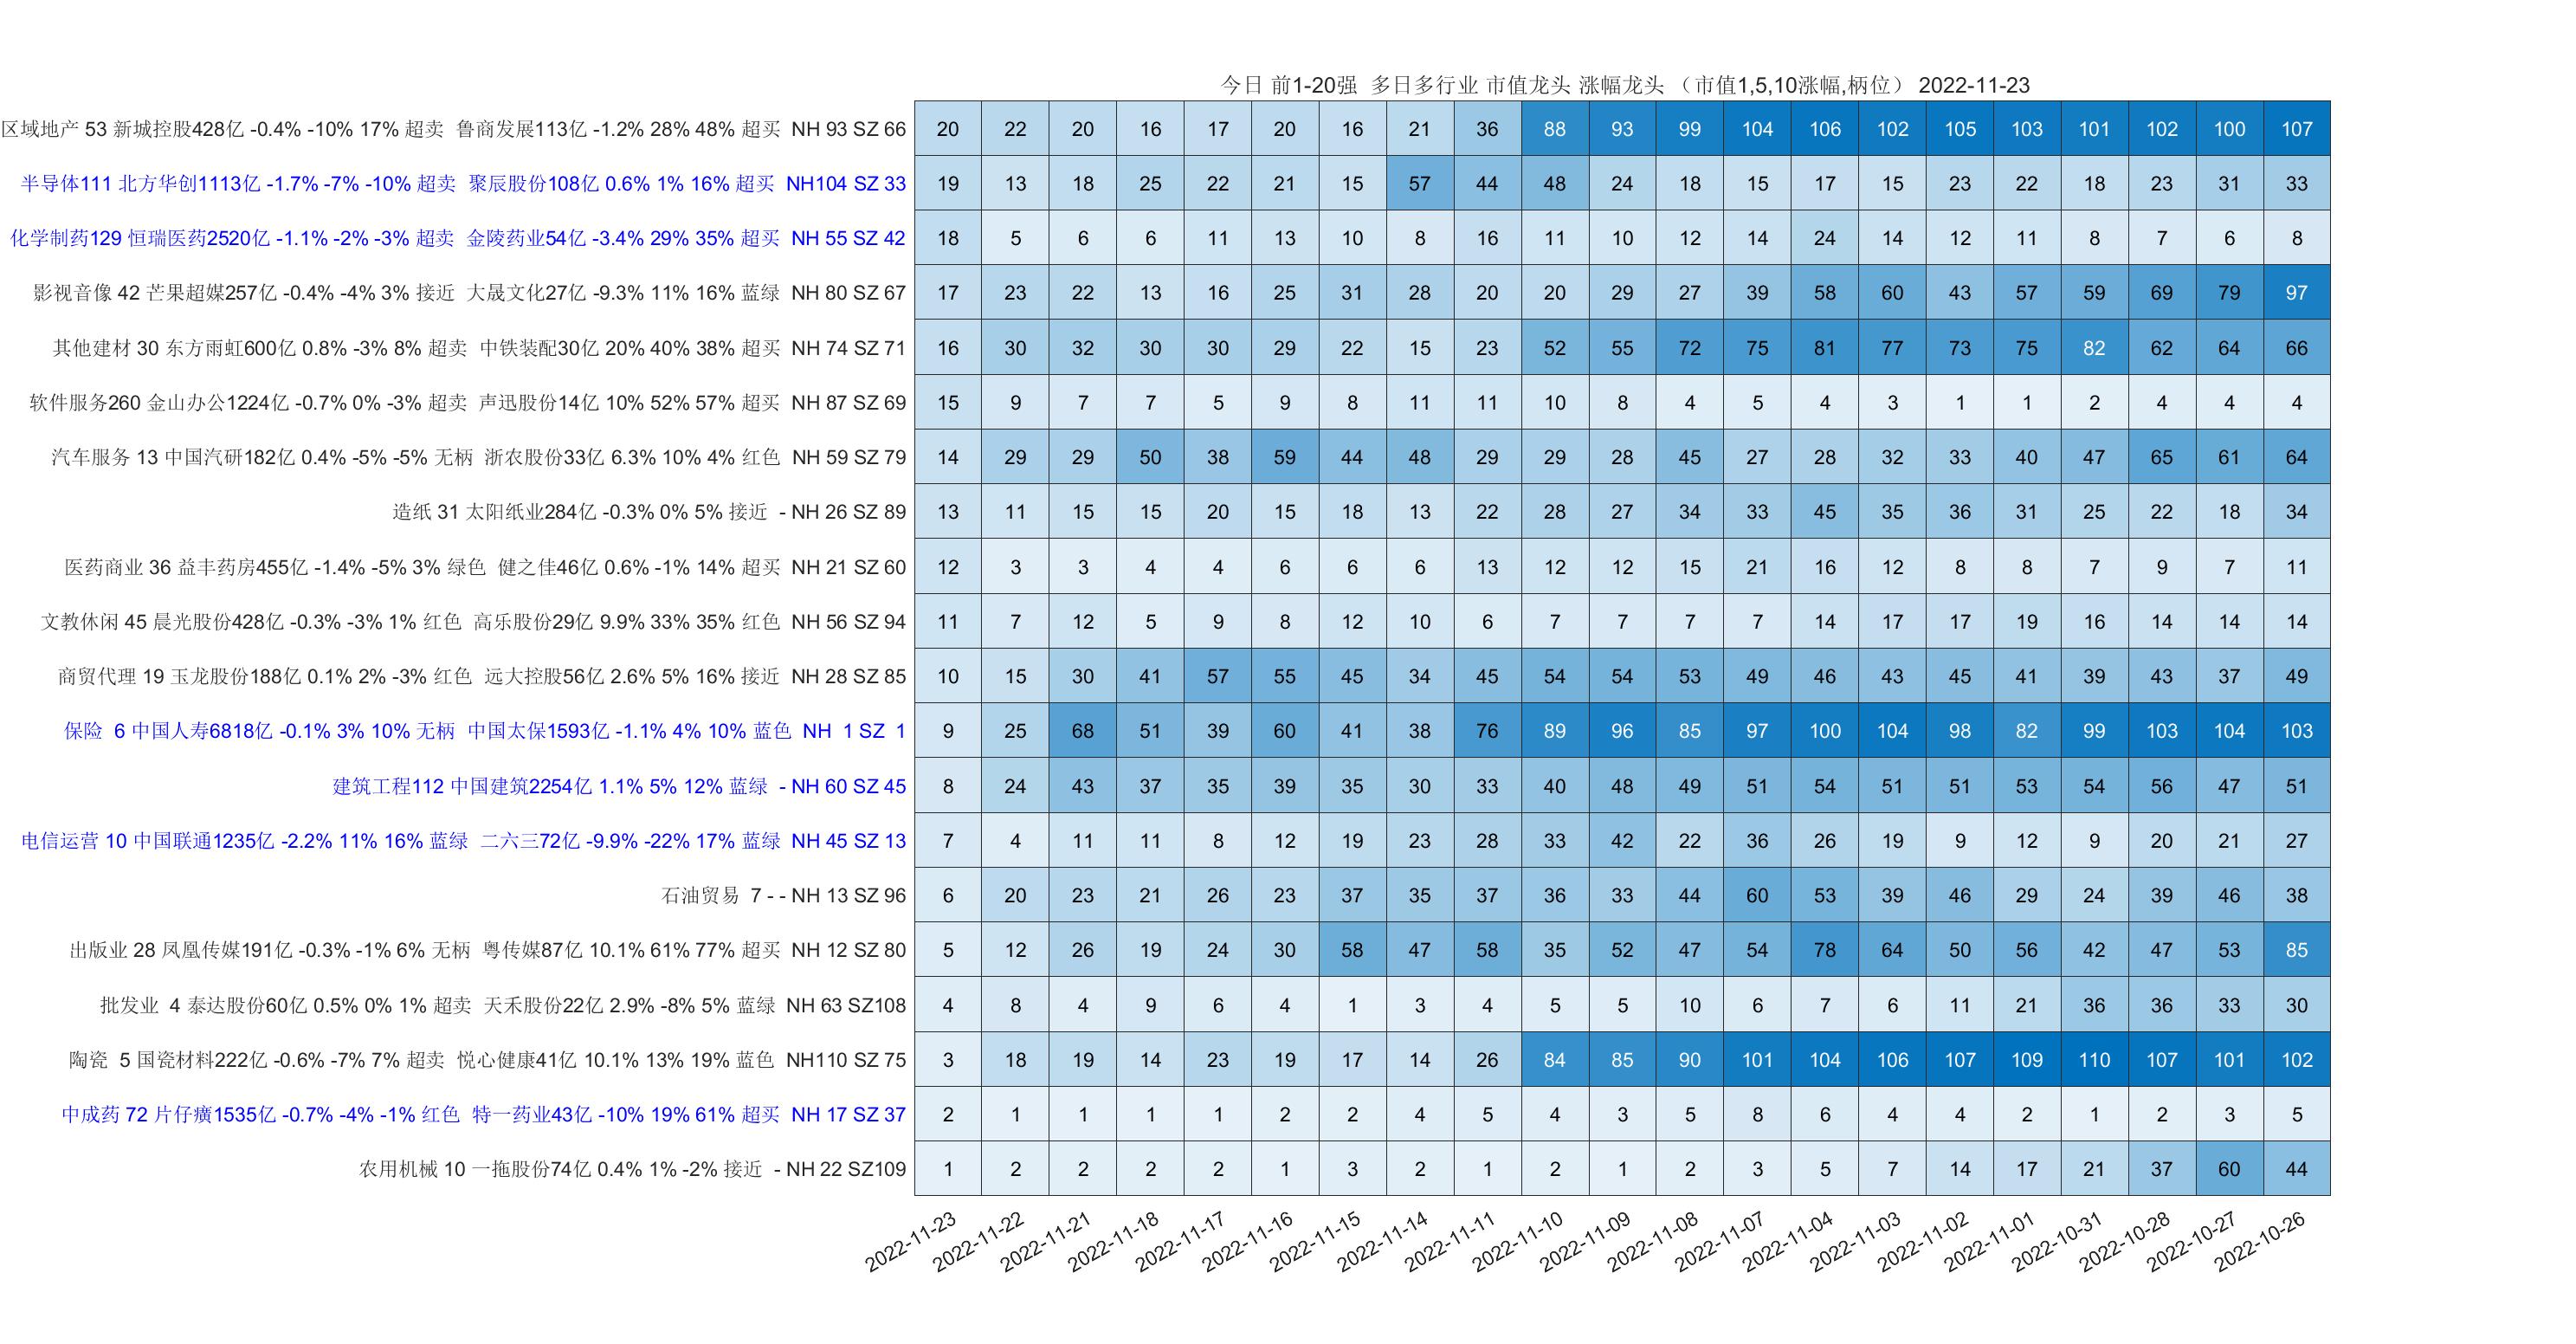 今日 前1-20强 多日多行业 市值龙头 涨幅龙头 （市值1,5,10涨幅,柄位） 2022-11-23
区域地产 53 新城控股428亿 -0.4% -10% 17% 超卖 鲁商发展113亿 -1.2% 28% 48% 超买 NH 93 SZ 66 20 22 20 16 17 20 16 21 36 88 93 99 104 106 102 105 103 101 102 100 107
半导体111 北方华创1113亿 -1.7% -7% -10% 超卖 聚辰股份108亿 0.6% 1% 16% 超买 NH104 SZ 33 19 13 18 25 22 21 15 57 44 48 24 18 15 17 15 23 22 18 23 31 33
化学制药129 恒瑞医药2520亿 -1.1% -2% -3% 超卖 金陵药业54亿 -3.4% 29% 35% 超买 NH 55 SZ 42 18 5 6 6 11 13 10 8 16 11 10 12 14 24 14 12 11 8 7 6 8
影视音像 42 芒果超媒257亿 -0.4% -4% 3% 接近 大晟文化27亿 -9.3% 11% 16% 蓝绿 NH 80 SZ 67 17 23 22 13 16 25 31 28 20 20 29 27 39 58 60 43 57 59 69 79 97
其他建材 30 东方雨虹600亿 0.8% -3% 8% 超卖 中铁装配30亿 20% 40% 38% 超买 NH 74 SZ 71 16 30 32 30 30 29 22 15 23 52 55 72 75 81 77 73 75 82 62 64 66
软件服务260 金山办公1224亿 -0.7% 0% -3% 超卖 声迅股份14亿 10% 52% 57% 超买 NH 87 SZ 69 15 9 7 7 5 9 8 11 11 10 8 4 5 4 3 1 1 2 4 4 4
汽车服务 13 中国汽研182亿 0.4% -5% -5% 无柄 浙农股份33亿 6.3% 10% 4% 红色 NH 59 SZ 79 14 29 29 50 38 59 44 48 29 29 28 45 27 28 32 33 40 47 65 61 64
造纸 31 太阳纸业284亿 -0.3% 0% 5% 接近 - NH 26 SZ 89 13 11 15 15 20 15 18 13 22 28 27 34 33 45 35 36 31 25 22 18 34
医药商业 36 益丰药房455亿 -1.4% -5% 3% 绿色 健之佳46亿 0.6% -1% 14% 超买 NH 21 SZ 60 12 3 3 4 4 6 6 6 13 12 12 15 21 16 12 8 8 7 9 7 11
文教休闲 45 晨光股份428亿 -0.3% -3% 1% 红色 高乐股份29亿 9.9% 33% 35% 红色 NH 56 SZ 94 11 7 12 5 9 8 12 10 6 7 7 7 7 14 17 17 19 16 14 14 14
商贸代理 19 玉龙股份188亿 0.1% 2% -3% 红色 远大控股56亿 2.6% 5% 16% 接近 NH 28 SZ 85 10 15 30 41 57 55 45 34 45 54 54 53 49 46 43 45 41 39 43 37 49
保险 6 中国人寿6818亿 -0.1% 3% 10% 无柄 中国太保1593亿 -1.1% 4% 10% 蓝色 NH 1 SZ 1 9 25 68 51 39 60 41 38 76 89 96 85 97 100 104 98 82 99 103 104 103
建筑工程112 中国建筑2254亿 1.1% 5% 12% 蓝绿 - NH 60 SZ 45 8 24 43 37 35 39 35 30 33 40 48 49 51 54 51 51 53 54 56 47 51
电信运营 10 中国联通1235亿 -2.2% 11% 16% 蓝绿 二六三72亿 -9.9% -22% 17% 蓝绿 NH 45 SZ 13 7 4 11 11 8 12 19 23 28 33 42 22 36 26 19 9 12 9 20 21 27
石油贸易 7 - - NH 13 SZ 96 6 20 23 21 26 23 37 35 37 36 33 44 60 53 39 46 29 24 39 46 38
出版业 28 凤凰传媒191亿 -0.3% -1% 6% 无柄 粤传媒87亿 10.1% 61% 77% 超买 NH 12 SZ 80 5 12 26 19 24 30 58 47 58 35 52 47 54 78 64 50 56 42 47 53 85
批发业 4 泰达股份60亿 0.5% 0% 1% 超卖 天禾股份22亿 2.9% -8% 5% 蓝绿 NH 63 SZ108 4 8 4 9 6 4 1 3 4 5 5 10 6 7 6 11 21 36 36 33 30
陶瓷 5 国瓷材料222亿 -0.6% -7% 7% 超卖 悦心健康41亿 10.1% 13% 19% 蓝色 NH110 SZ 75 3 18 19 14 23 19 17 14 26 84 85 90 101 104 106 107 109 110 107 101 102
中成药 72 片仔癀1535亿 -0.7% -4% -1% 红色 特一药业43亿 -10% 19% 61% 超买 NH 17 SZ 37 2 1 1 1 1 2 2 4 5 4 3 5 8 6 4 4 2 1 2 3 5
农用机械 10 一拖股份74亿 0.4% 1% -2% 接近 - NH 22 SZ109 1 2 2 2 2 1 3 2 1 2 1 2 3 5 7 14 17 21 37 60 44
2022-11-23 2022-11-22 2022-11-21 2022-11-18 2022-11-17 2022-11-16 2022-11-15 2022-11-14 2022-11-11 2022-11-10 2022-11-09 2022-11-08 2022-11-07 2022-11-04 2022-11-03 2022-11-02 2022-11-01 2022-10-31 2022-10-28 2022-10-27 2022-10-26